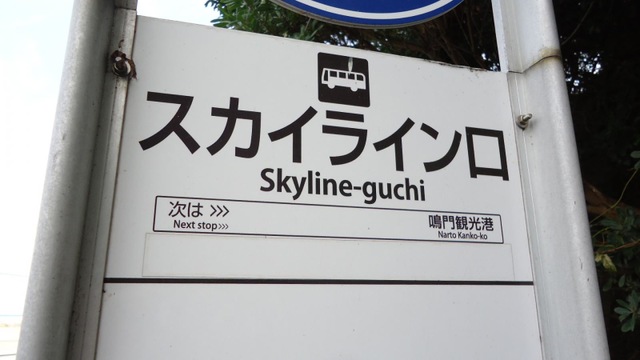 スカイライン口
Skyline-guchi
次は >>> 鳴門観光港
Next stop>>> Narto Kanko-ko